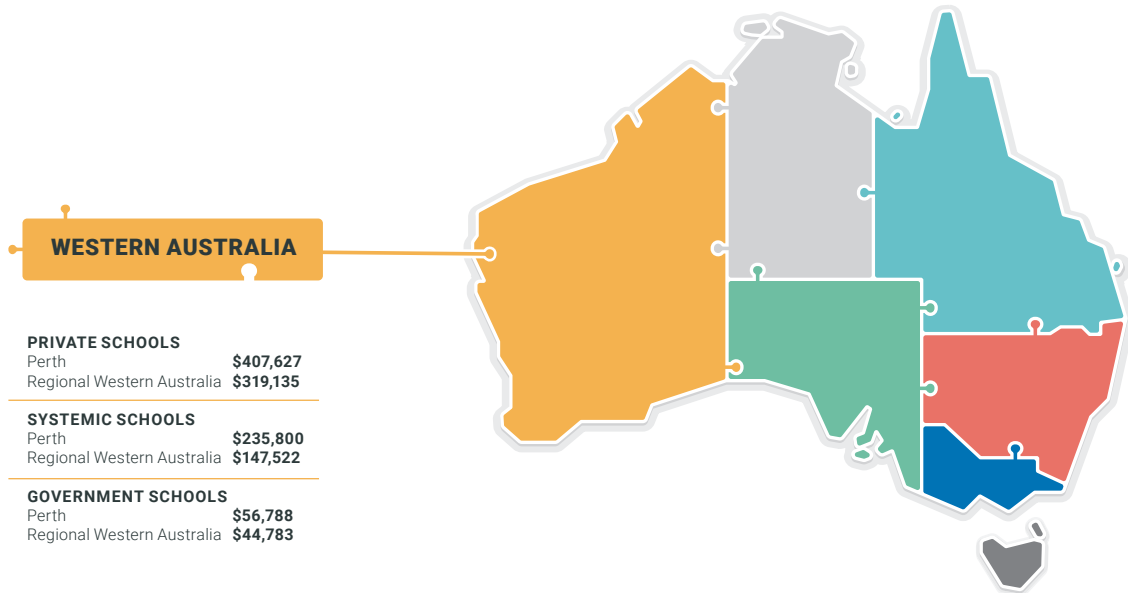 WESTERN AUSTRALIA
PRIVATE SCHOOLS
Perth $407,627
Regional Western Australia $319,135
SYSTEMIC SCHOOLS
Perth $235,800
Regional Western Australia $147,522
GOVERNMENT SCHOOLS
Perth $56,788
Regional Western Australia $44,783